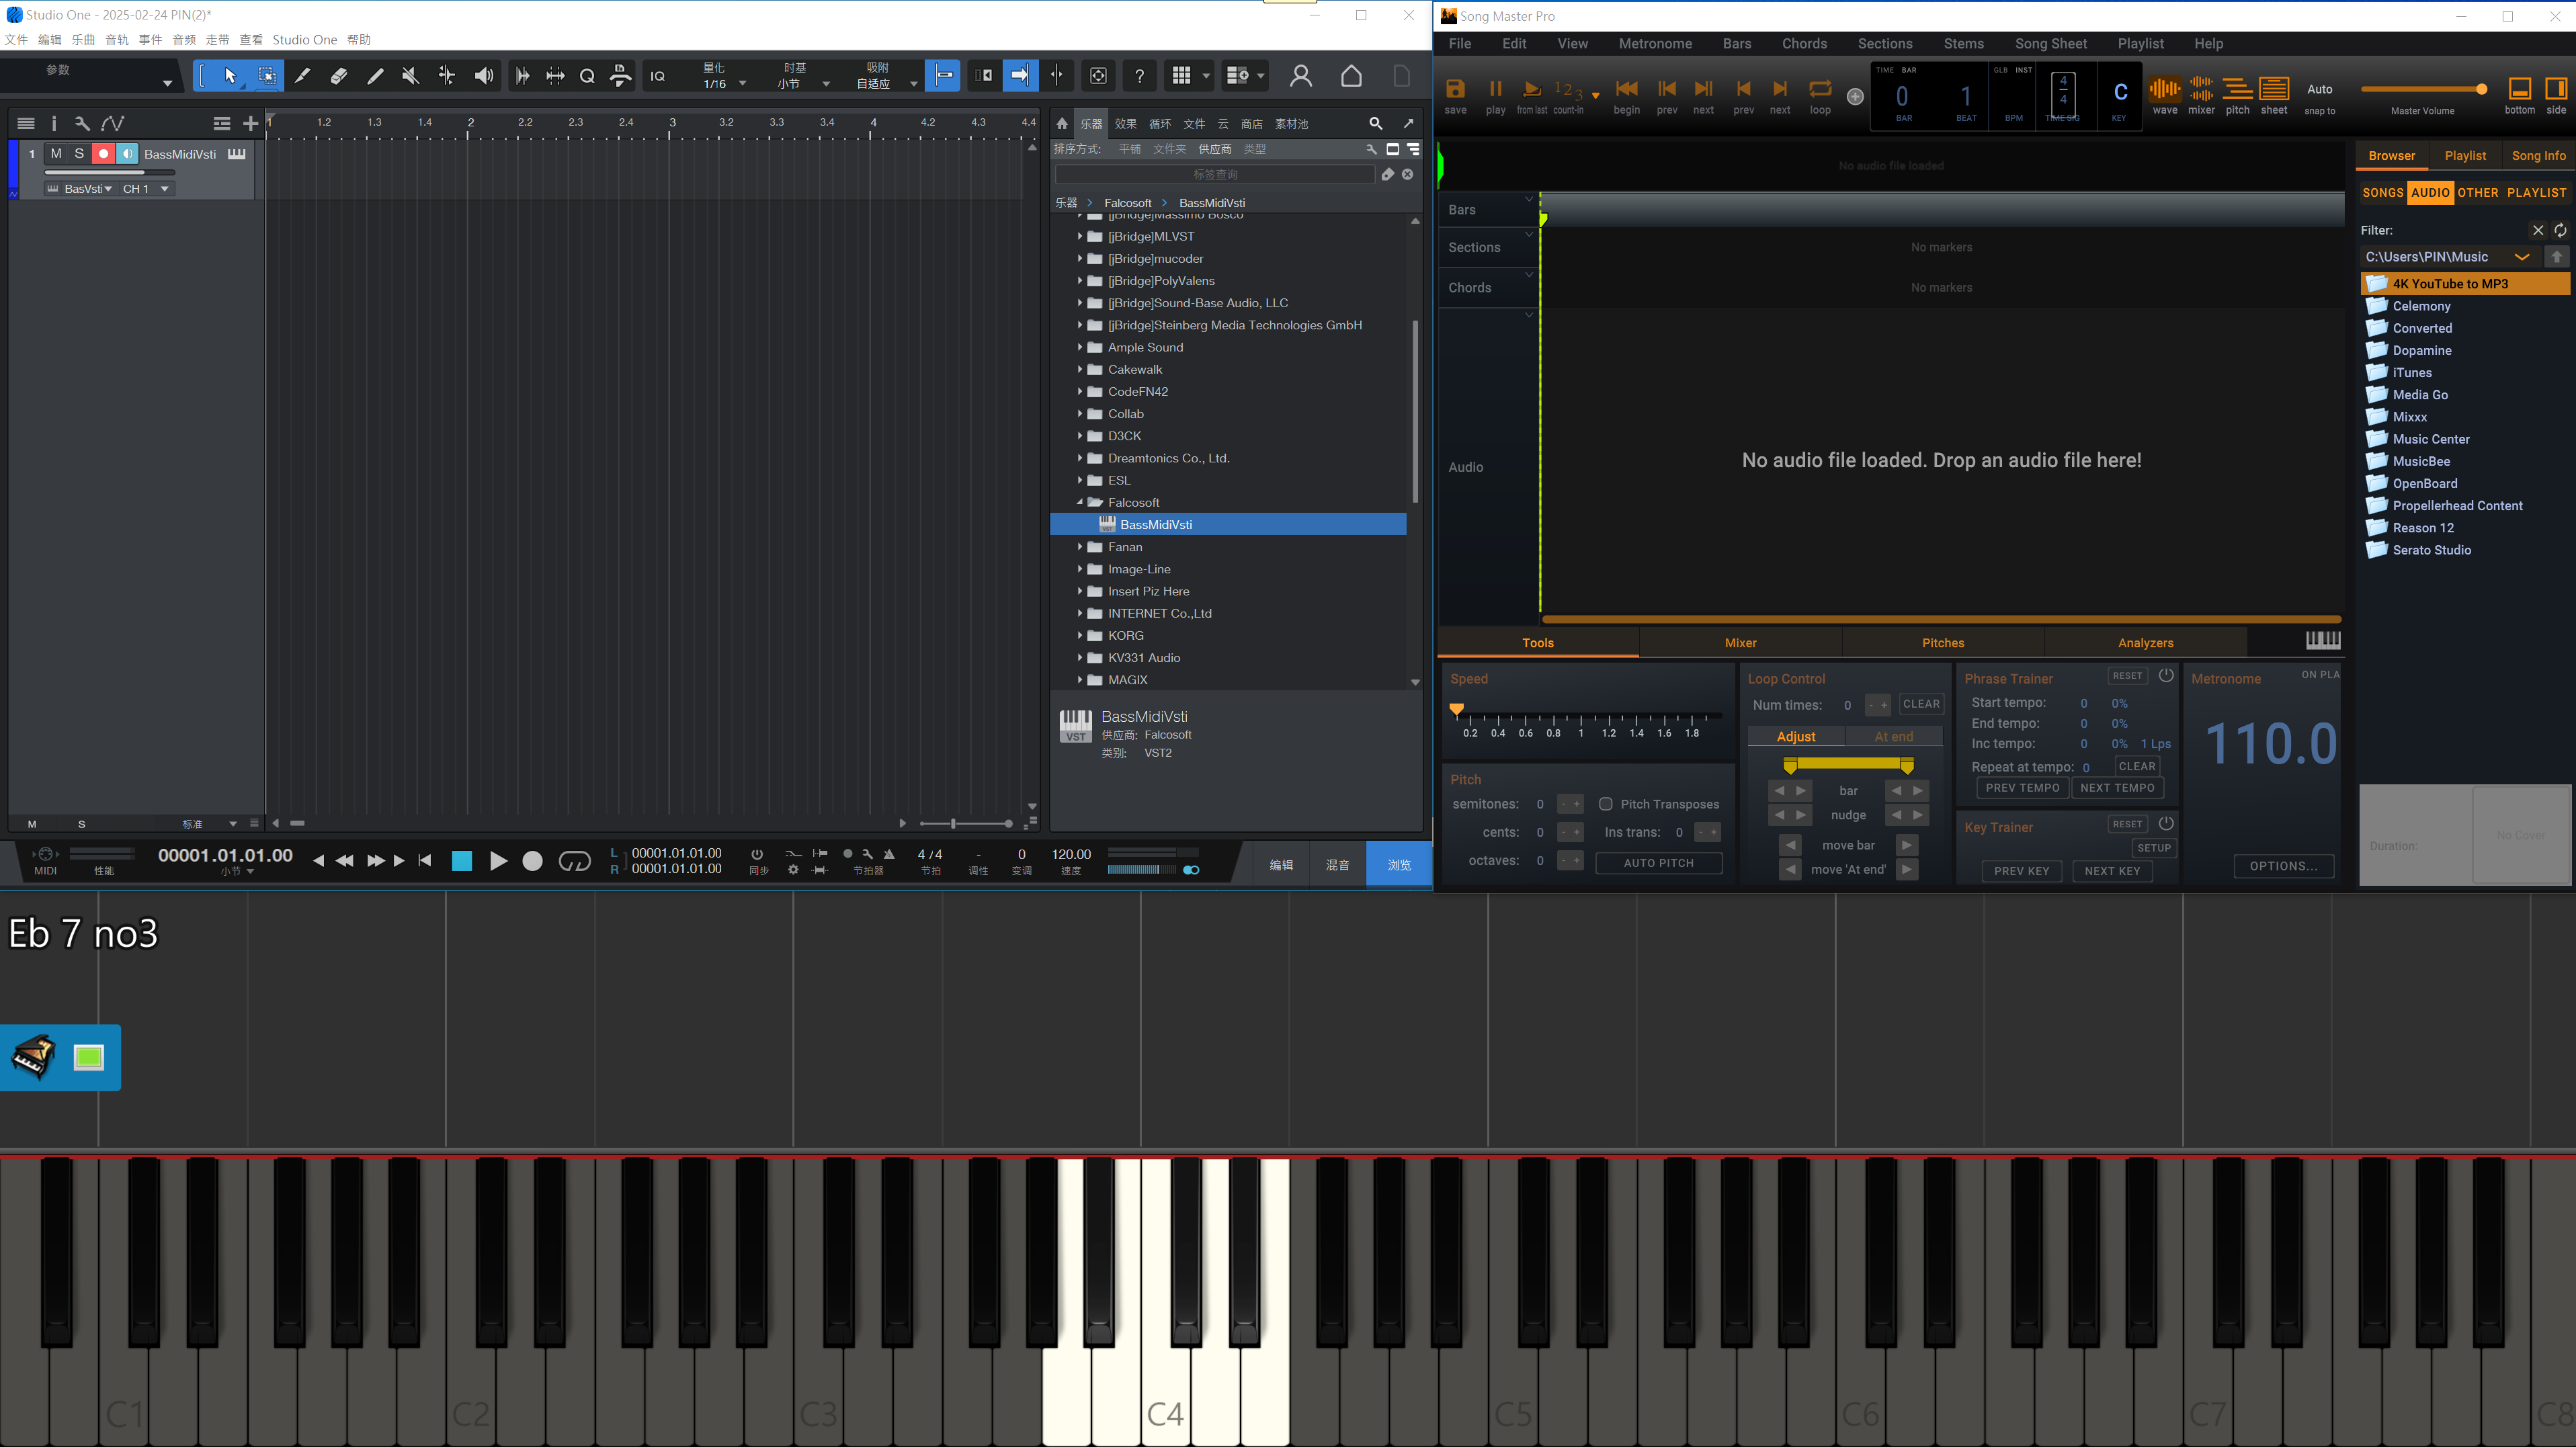 Studio One - 2025-02-24 PIN(2)*
文件 编辑 乐曲 音轨 事件 音频 走带 查看 Studio One 帮助
参数
IQ
量化 1/16
时基 小节
吸附 自适应
1 1.2 1.3 1.4 2 2.2 2.3 2.4 3 3.2 3.3 3.4 4 4.2 4.3 4.4
1 M S BassMidiVsti
BasVsti CH 1
乐器 效果 循环 文件 云 商店 素材池
排序方式: 平铺 文件夹 供应商 类型
标签查询
乐器 > Falcosoft > BassMidiVsti
[jBridge]Massimo Bosco
[jBridge]MLVST
[jBridge]mucoder
[jBridge]PolyValens
[jBridge]Sound-Base Audio, LLC
[jBridge]Steinberg Media Technologies GmbH
Ample Sound
Cakewalk
CodeFN42
Collab
D3CK
Dreamtonics Co., Ltd.
ESL
Falcosoft
BassMidiVsti
Fanan
Image-Line
Insert Piz Here
INTERNET Co.,Ltd
KORG
KV331 Audio
MAGIX
BassMidiVsti
供应商: Falcosoft
类别: VST2
VST
M S 标准
MIDI
性能
00001.01.01.00
小节
L 00001.01.01.00
R 00001.01.01.00
同步
节拍器
4 / 4 节拍
- 调性
0 变调
120.00 速度
编辑 混音 浏览
Song Master Pro
File Edit View Metronome Bars Chords Sections Stems Song Sheet Playlist Help
save play from last count-in begin prev next prev next loop
1 2 3
TIME BAR GLB INST
0 1 4 4 C
BAR BEAT BPM TIME SIG KEY
wave mixer pitch sheet
Auto
snap to
Master Volume
bottom side
No audio file loaded
Bars
Sections
No markers
Chords
No markers
Audio
No audio file loaded. Drop an audio file here!
Browser Playlist Song Info
SONGS AUDIO OTHER PLAYLIST
Filter:
C:\Users\PIN\Music
4K YouTube to MP3
Celemony
Converted
Dopamine
iTunes
Media Go
Mixxx
Music Center
MusicBee
OpenBoard
Propellerhead Content
Reason 12
Serato Studio
Duration:
No Cover
Tools Mixer Pitches Analyzers
Speed
0.2 0.4 0.6 0.8 1 1.2 1.4 1.6 1.8
Pitch
semitones: 0 - + Pitch Transposes
cents: 0 - + Ins trans: 0 - +
octaves: 0 - + AUTO PITCH
Loop Control
Num times: 0 - + CLEAR
Adjust At end
bar
nudge
move bar
move 'At end'
Phrase Trainer RESET
Start tempo: 0 0%
End tempo: 0 0%
Inc tempo: 0 0% 1 Lps
Repeat at tempo: 0 CLEAR
PREV TEMPO NEXT TEMPO
Key Trainer RESET
SETUP
PREV KEY NEXT KEY
Metronome ON PLA
110.0
OPTIONS...
Eb 7 no3
C1 C2 C3 C4 C5 C6 C7 C8